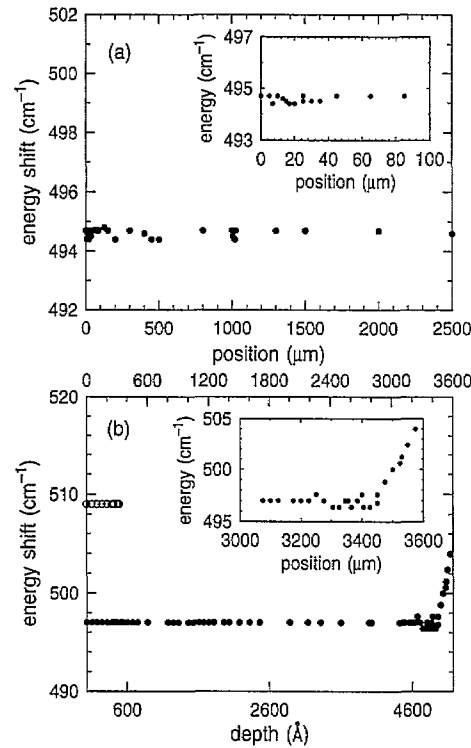 502
500
498
496
494
492
energy shift (cm⁻¹)
(a)
497
495
493
energy (cm⁻¹)
0 20 40 60 80 100
position (μm)
0 500 1000 1500 2000 2500
position (μm)
0 600 1200 1800 2400 3000 3600
520
510
500
490
energy shift (cm⁻¹)
(b)
505
500
495
energy (cm⁻¹)
3000 3200 3400 3600
position (μm)
600 2600 4600
depth (Å)